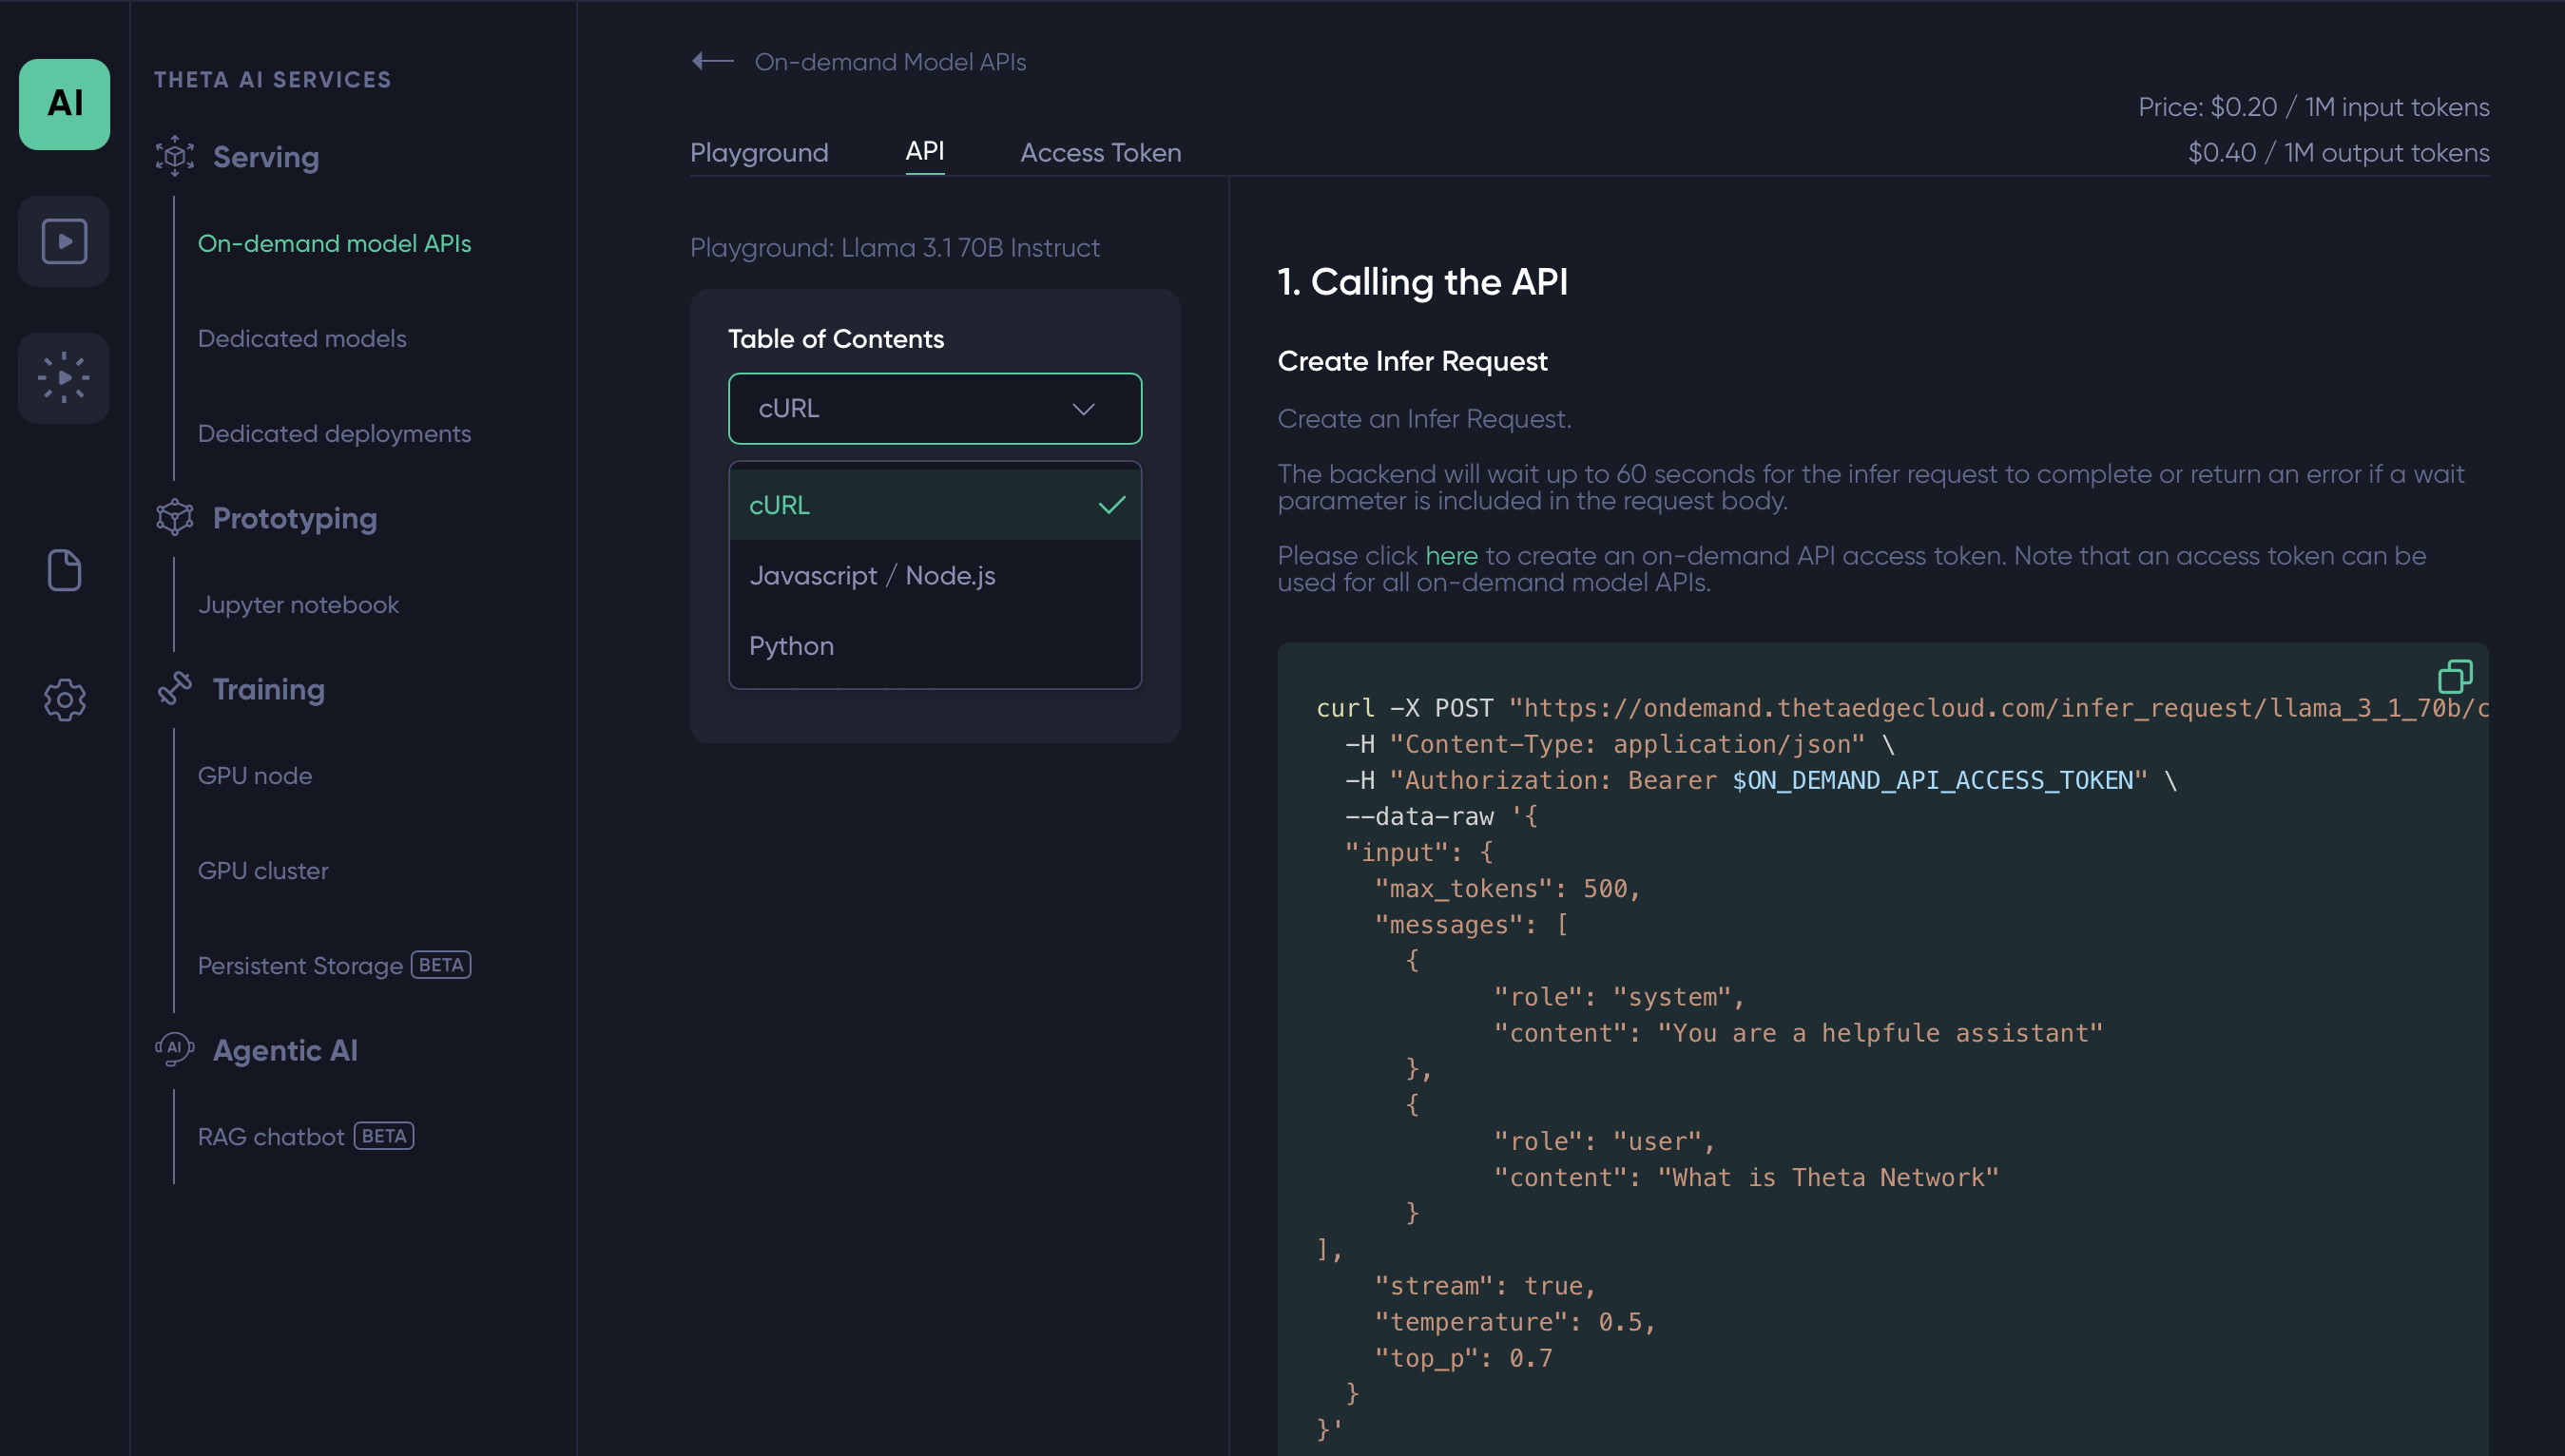 AI
THETA AI SERVICES
Serving
On-demand model APIs
Dedicated models
Dedicated deployments
Prototyping
Jupyter notebook
Training
GPU node
GPU cluster
Persistent Storage BETA
AI
Agentic AI
RAG chatbot BETA
On-demand Model APIs
Price: $0.20 / 1M input tokens
$0.40 / 1M output tokens
Playground
API
Access Token
Playground: Llama 3.1 70B Instruct
Table of Contents
cURL
cURL
Javascript / Node.js
Python
1. Calling the API
Create Infer Request
Create an Infer Request.
The backend will wait up to 60 seconds for the infer request to complete or return an error if a wait
parameter is included in the request body.
Please click here to create an on-demand API access token. Note that an access token can be
used for all on-demand model APIs.
curl -X POST "https://ondemand.thetaedgecloud.com/infer_request/llama_3_1_70b/c
-H "Content-Type: application/json" \
-H "Authorization: Bearer $ON_DEMAND_API_ACCESS_TOKEN" \
--data-raw '{
"input": {
"max_tokens": 500,
"messages": [
{
"role": "system",
"content": "You are a helpfule assistant"
},
{
"role": "user",
"content": "What is Theta Network"
}
],
"stream": true,
"temperature": 0.5,
"top_p": 0.7
}
}'